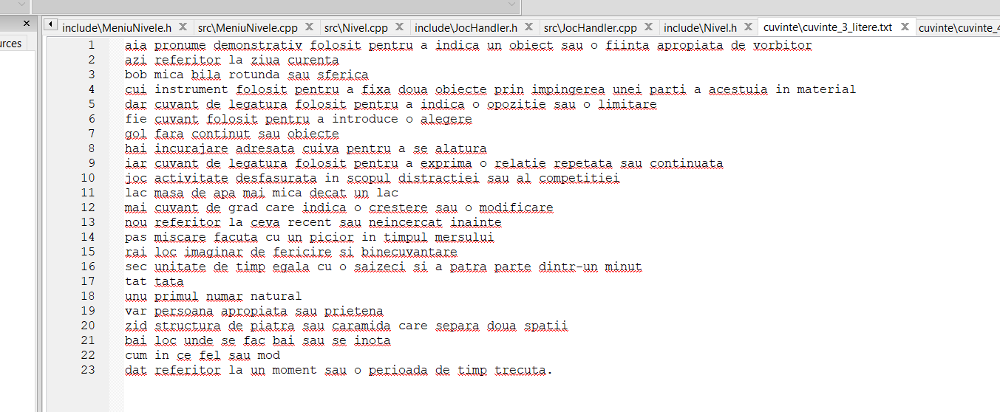 include\MeniuNivele.h src\MeniuNivele.cpp src\Nivel.cpp include\JocHandler.h src\JocHandler.cpp include\Nivel.h cuvinte\cuvinte_3_litere.txt cuvinte\cuvinte_4
urces
1 aia pronume demonstrativ folosit pentru a indica un obiect sau o fiinta apropiata de vorbitor
2 azi referitor la ziua curenta
3 bob mica bila rotunda sau sferica
4 cui instrument folosit pentru a fixa doua obiecte prin impingerea unei parti a acestuia in material
5 dar cuvant de legatura folosit pentru a indica o opozitie sau o limitare
6 fie cuvant folosit pentru a introduce o alegere
7 gol fara continut sau obiecte
8 hai incurajare adresata cuiva pentru a se alatura
9 iar cuvant de legatura folosit pentru a exprima o relatie repetata sau continuata
10 joc activitate desfasurata in scopul distractiei sau al competitiei
11 lac masa de apa mai mica decat un lac
12 mai cuvant de grad care indica o crestere sau o modificare
13 nou referitor la ceva recent sau neincercat inainte
14 pas miscare facuta cu un picior in timpul mersului
15 rai loc imaginar de fericire si binecuvantare
16 sec unitate de timp egala cu o saizeci si a patra parte dintr-un minut
17 tat tata
18 unu primul numar natural
19 var persoana apropiata sau prietena
20 zid structura de piatra sau caramida care separa doua spatii
21 bai loc unde se fac bai sau se inota
22 cum in ce fel sau mod
23 dat referitor la un moment sau o perioada de timp trecuta.